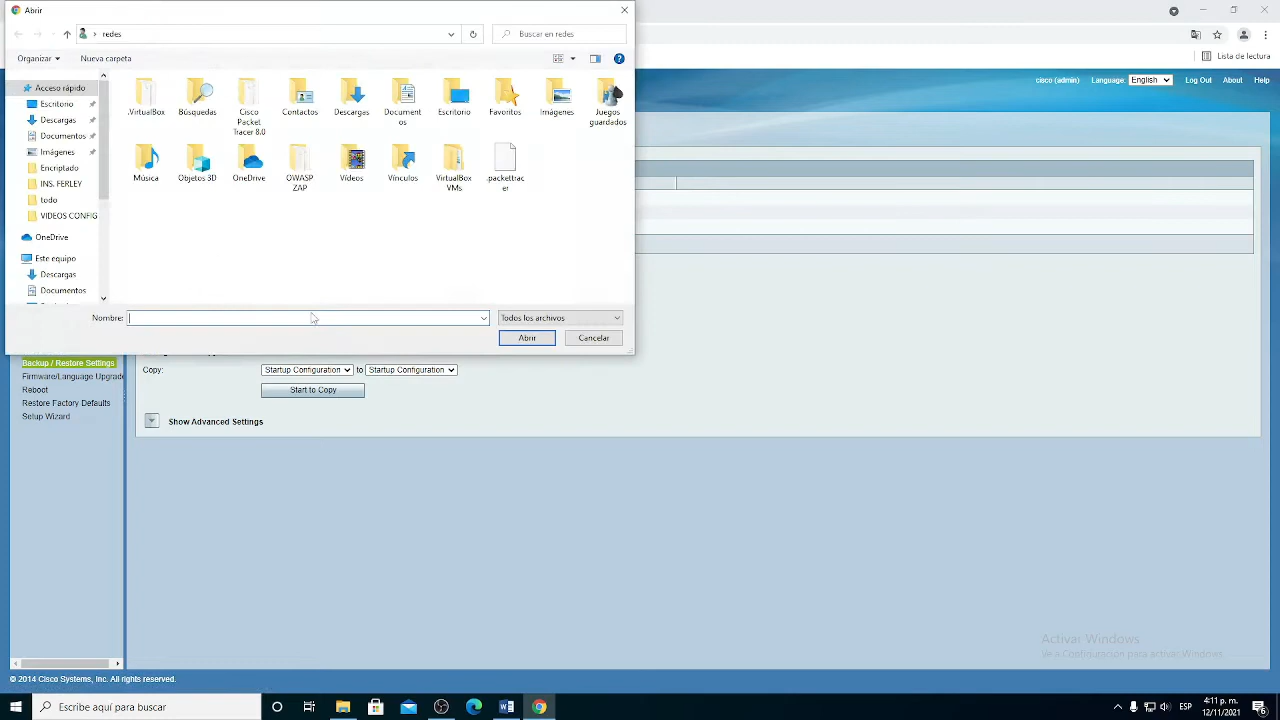 Abrir
redes
Buscar en redes
Organizar
Nueva carpeta
Lista de lectura
cisco (admin)
Language:
English
Log Out
About
Help
Acceso rápido
Escritorio
Descargas
Documentos
Imágenes
Encriptado
INS. FERLEY
todo
VIDEOS CONFIG
OneDrive
Este equipo
Descargas
Documentos
.VirtualBox
Búsquedas
Cisco
Packet
Tracer 8.0
Contactos
Descargas
Document
os
Escritorio
Favoritos
Imágenes
Juegos
guardados
Música
Objetos 3D
OneDrive
OWASP
ZAP
Vídeos
Vínculos
VirtualBox
VMs
.packettrac
er
Nombre:
Todos los archivos
Abrir
Cancelar
Backup / Restore Settings
Firmware/Language Upgrade
Reboot
Restore Factory Defaults
Setup Wizard
Copy:
Startup Configuration
to
Startup Configuration
Start to Copy
Show Advanced Settings
Activar Windows
Ve a Configuración para activar Windows.
© 2014 Cisco Systems, Inc. All rights reserved.
Escribe aquí para buscar
ESP
4:11 p. m.
12/11/2021
6